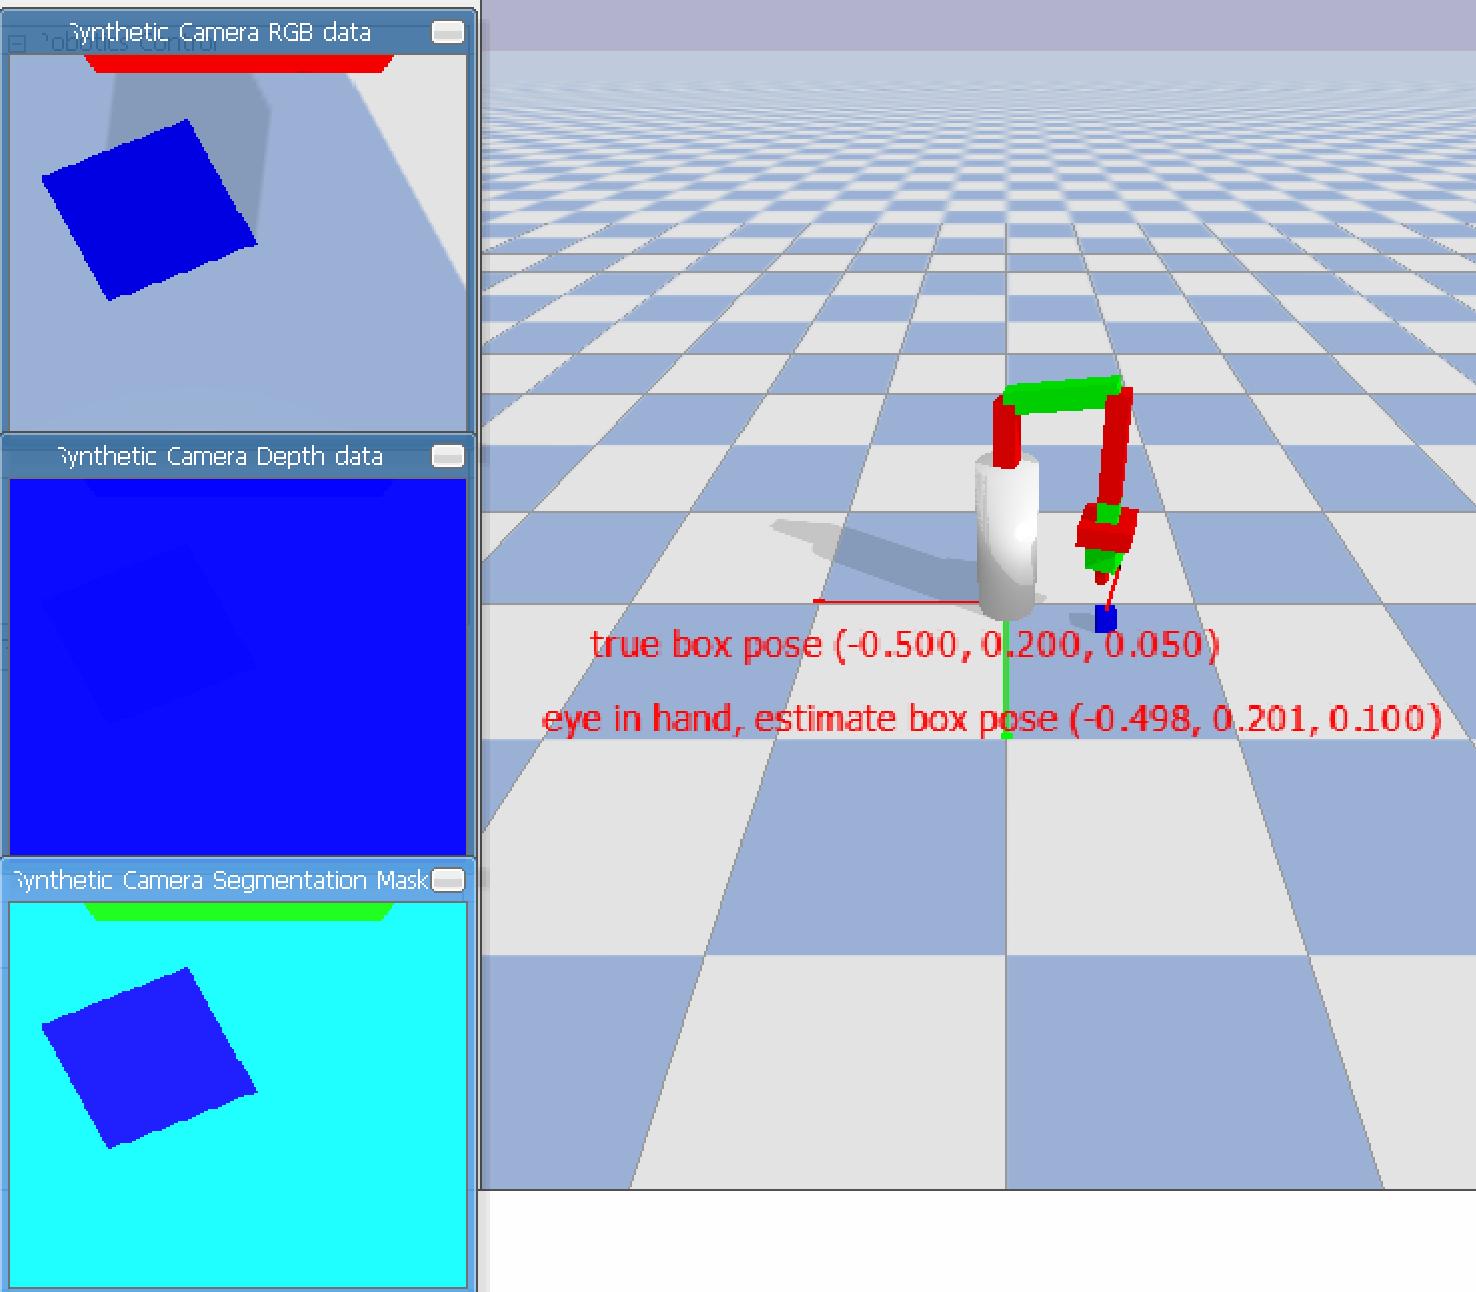 Synthetic Camera RGB data
Robotics Control
Synthetic Camera Depth data
Synthetic Camera Segmentation Mask
true box pose (-0.500, 0.200, 0.050)
eye in hand, estimate box pose (-0.498, 0.201, 0.100)